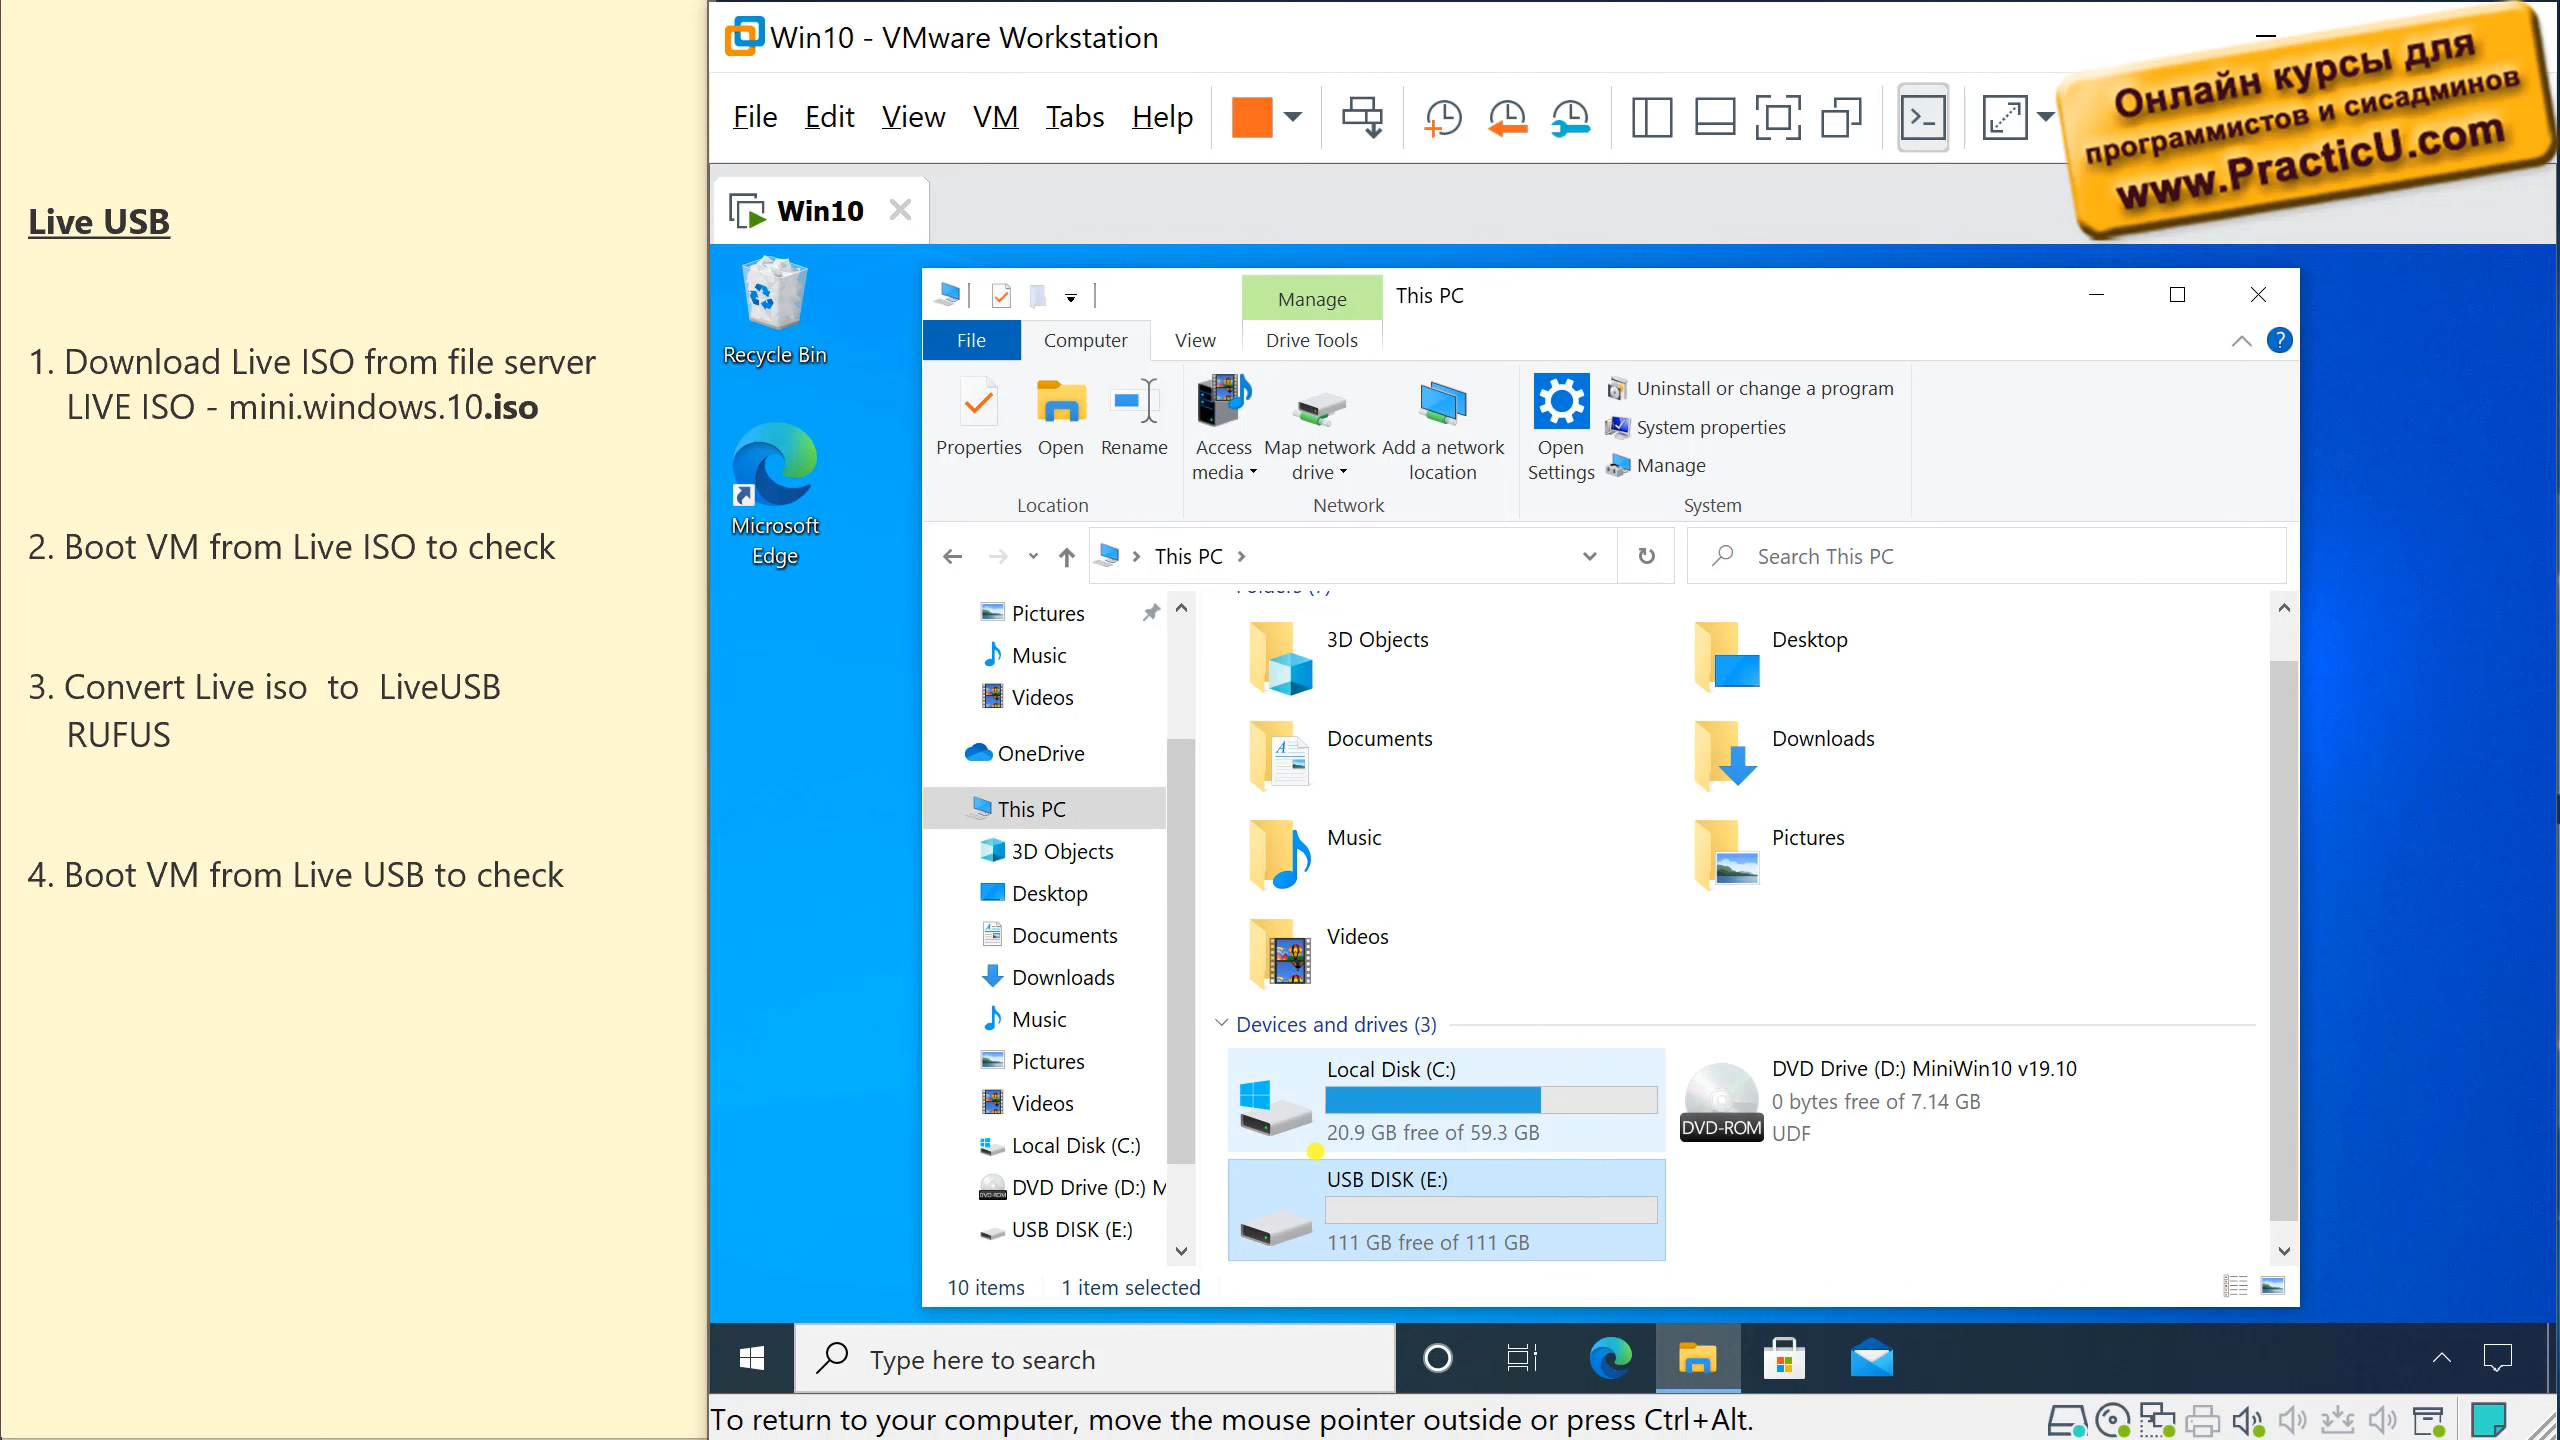 Live USB
1. Download Live ISO from file server
LIVE ISO - mini.windows.10.iso
2. Boot VM from Live ISO to check
3. Convert Live iso to LiveUSB
RUFUS
4. Boot VM from Live USB to check
Win10 - VMware Workstation
File Edit View VM Tabs Help
Онлайн курсы для
программистов и сисадминов
www.PracticU.com
Win10
Recycle Bin
Microsoft
Edge
Manage This PC
File Computer View Drive Tools
Properties Open Rename
Access
media
Map network
drive
Add a network
location
Open
Settings
Uninstall or change a program
System properties
Manage
Location Network System
This PC
Search This PC
Pictures
Music
Videos
OneDrive
This PC
3D Objects
Desktop
Documents
Downloads
Music
Pictures
Videos
Local Disk (C:)
DVD Drive (D:) M
USB DISK (E:)
3D Objects
Desktop
Documents
Downloads
Music
Pictures
Videos
Devices and drives (3)
Local Disk (C:)
20.9 GB free of 59.3 GB
DVD-ROM
DVD Drive (D:) MiniWin10 v19.10
0 bytes free of 7.14 GB
UDF
USB DISK (E:)
111 GB free of 111 GB
10 items 1 item selected
Type here to search
To return to your computer, move the mouse pointer outside or press Ctrl+Alt.